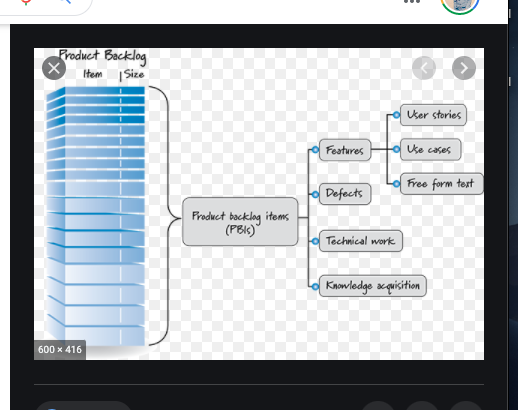 Product Backlog
Item | Size
User stories
Features
Use cases
Free form text
Defects
Product backlog items
(PBIs)
Technical work
Knowledge acquisition
600 × 416